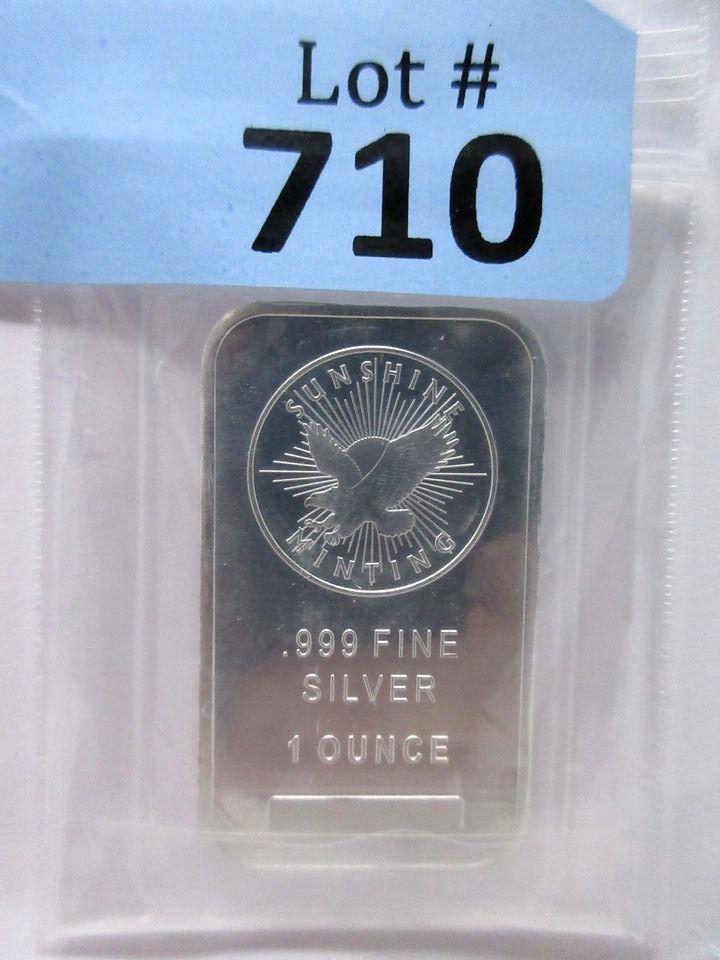 Lot #
710
SUNSHINE
MINTING
.999 FINE
SILVER
1 OUNCE